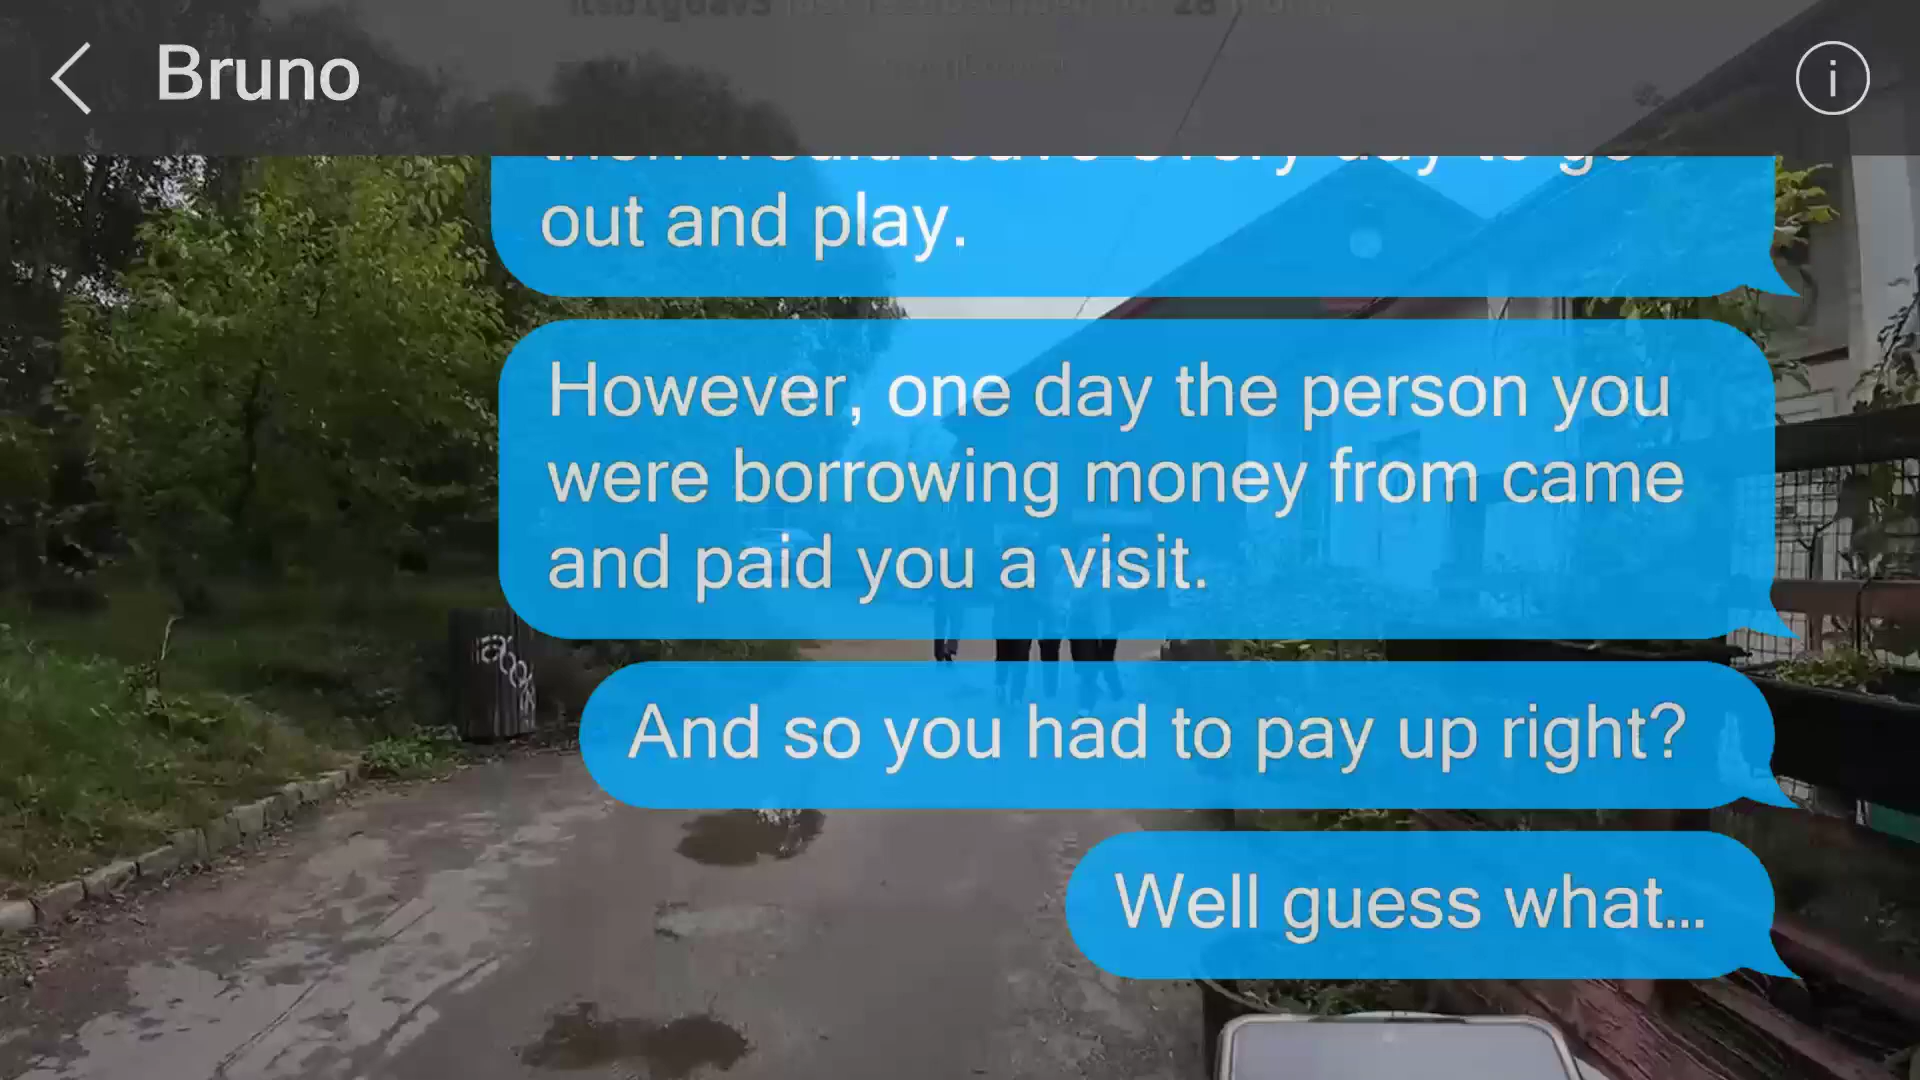 Bruno
out and play.
However, one day the person you
were borrowing money from came
and paid you a visit.
And so you had to pay up right?
Well guess what...